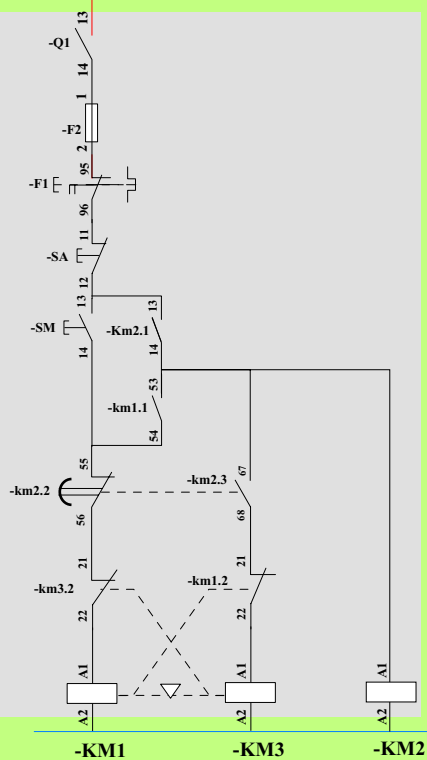 13
-Q1
14
1
-F2
2
95
-F1
96
11
-SA
12
13 13
-SM -Km2.1
14 14
53
-km1.1
54
55 67
-km2.2 -km2.3
56 68
21 21
-km3.2 -km1.2
22 22
A1 A1 A1
A2 A2 A2
-KM1 -KM3 -KM2